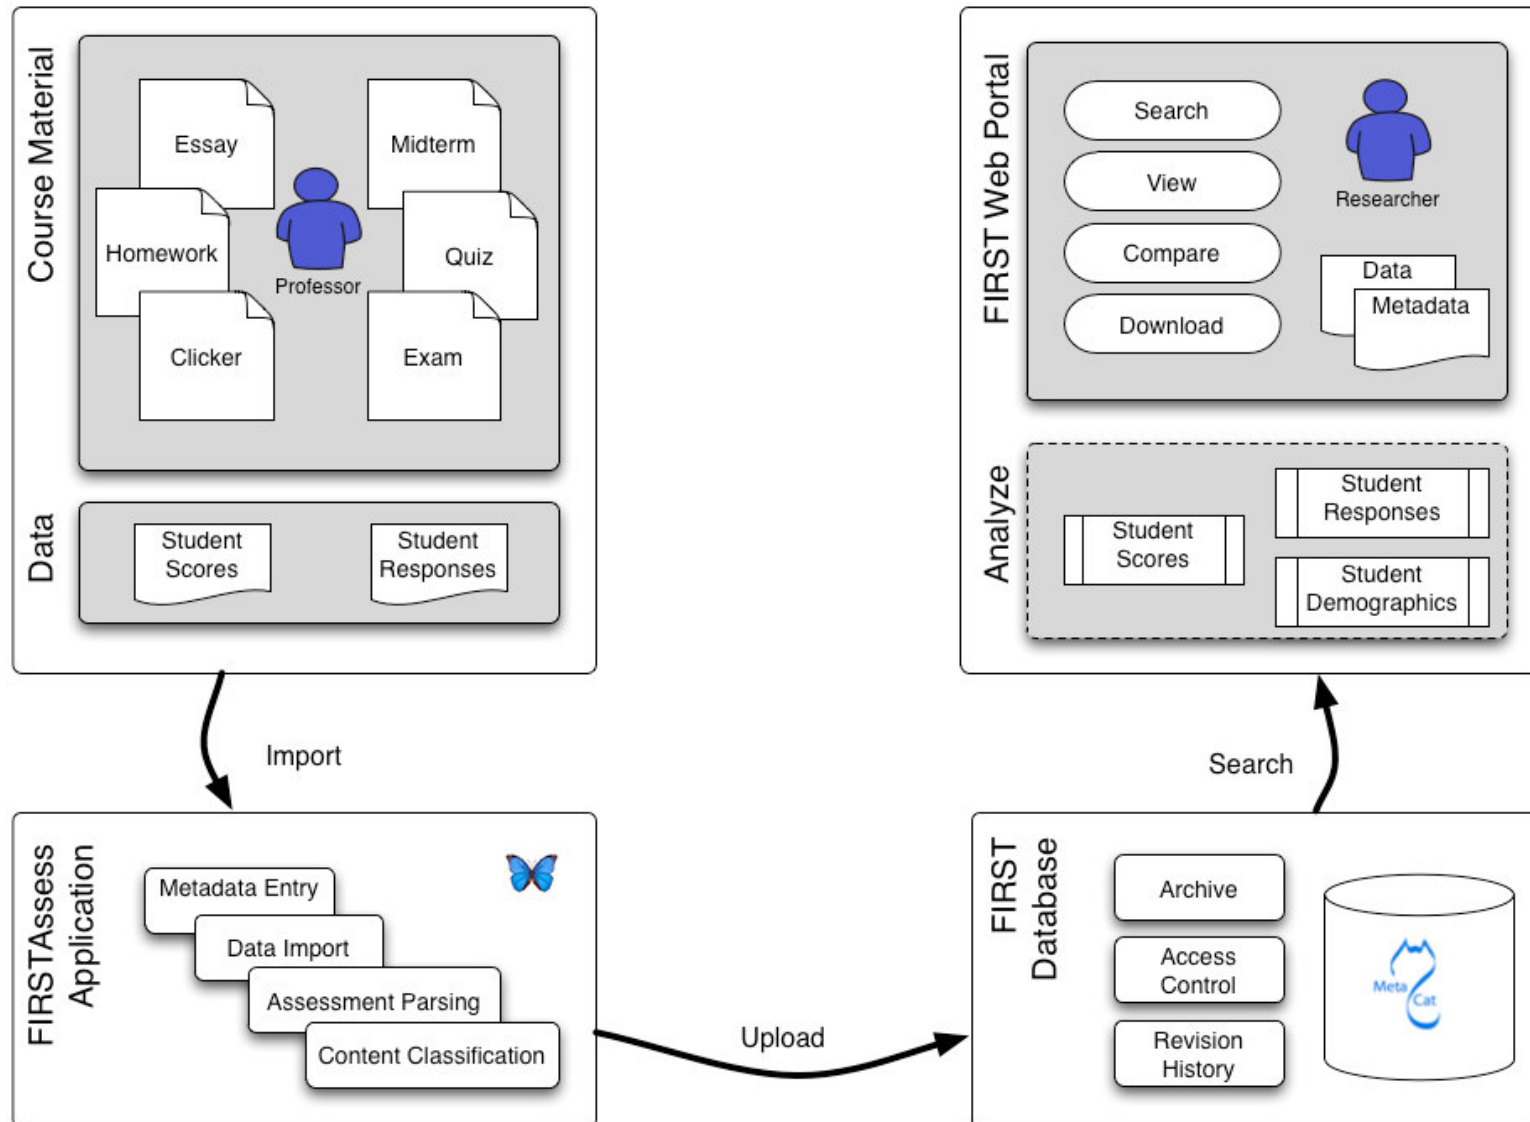 Course Material
Essay
Midterm
Homework
Professor
Quiz
Clicker
Exam
Data
Student
Scores
Student
Responses
Import
FIRSTAssess
Application
Metadata Entry
Data Import
Assessment Parsing
Content Classification
Upload
FIRST
Database
Archive
Access
Control
Revision
History
Meta
Cat
Search
FIRST Web Portal
Search
View
Compare
Download
Researcher
Data
Metadata
Analyze
Student
Scores
Student
Responses
Student
Demographics